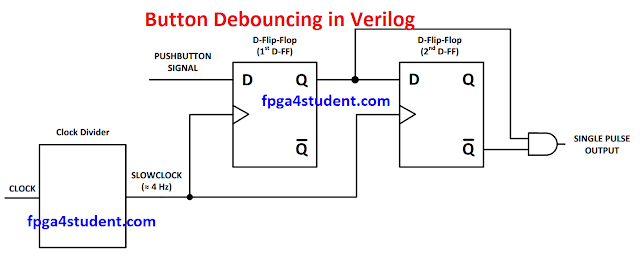 Button Debouncing in Verilog
D-Flip-Flop
(1st D-FF)
D-Flip-Flop
(2nd D-FF)
PUSHBUTTON
SIGNAL
D
Q
D
Q
fpga4student.com
Q
Q
SINGLE PULSE
OUTPUT
Clock Divider
SLOWCLOCK
(≈ 4 Hz)
CLOCK
fpga4student.com